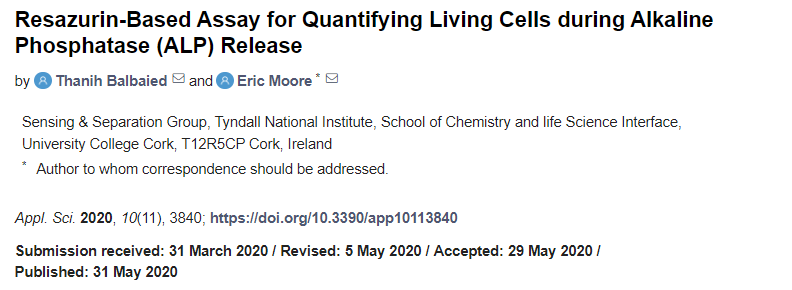 Resazurin-Based Assay for Quantifying Living Cells during Alkaline
Phosphatase (ALP) Release
by Thanih Balbaied and Eric Moore *
Sensing & Separation Group, Tyndall National Institute, School of Chemistry and life Science Interface,
University College Cork, T12R5CP Cork, Ireland
* Author to whom correspondence should be addressed.
Appl. Sci. 2020, 10(11), 3840; https://doi.org/10.3390/app10113840
Submission received: 31 March 2020 / Revised: 5 May 2020 / Accepted: 29 May 2020 /
Published: 31 May 2020